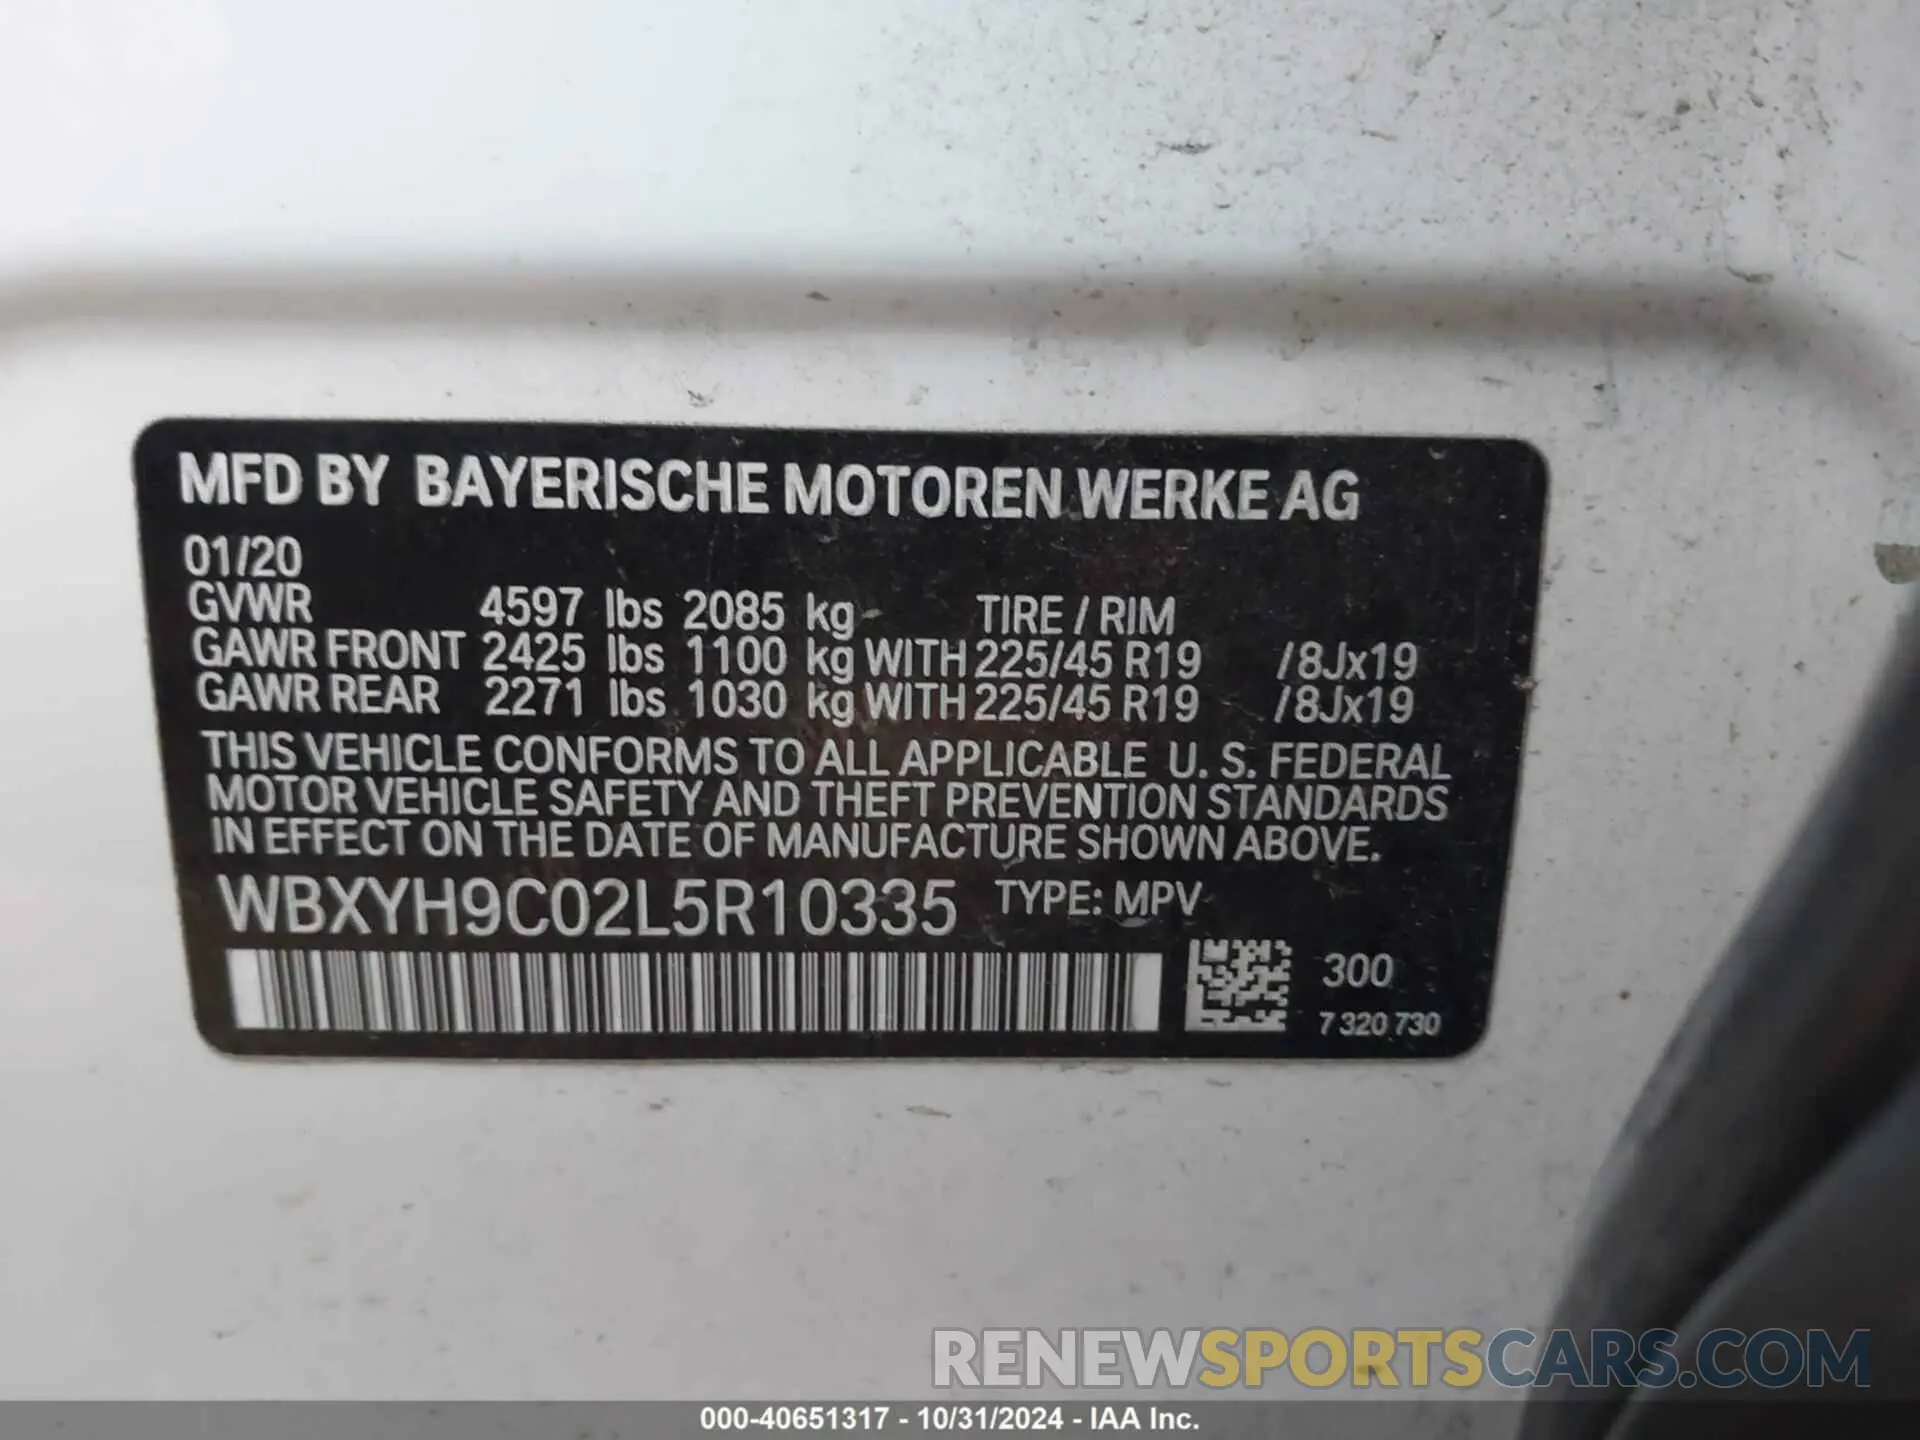 MFD BY BAYERISCHE MOTOREN WERKE AG
01/20
GVWR 4597 lbs 2085 kg TIRE / RIM
GAWR FRONT 2425 lbs 1100 kg WITH 225/45 R19 /8Jx19
GAWR REAR 2271 lbs 1030 kg WITH 225/45 R19 /8Jx19
THIS VEHICLE CONFORMS TO ALL APPLICABLE U. S. FEDERAL
MOTOR VEHICLE SAFETY AND THEFT PREVENTION STANDARDS
IN EFFECT ON THE DATE OF MANUFACTURE SHOWN ABOVE.
WBXYH9C02L5R10335 TYPE: MPV
300
7 320 730
RENEWSPORTSCARS.COM
000-40651317 - 10/31/2024 - IAA Inc.